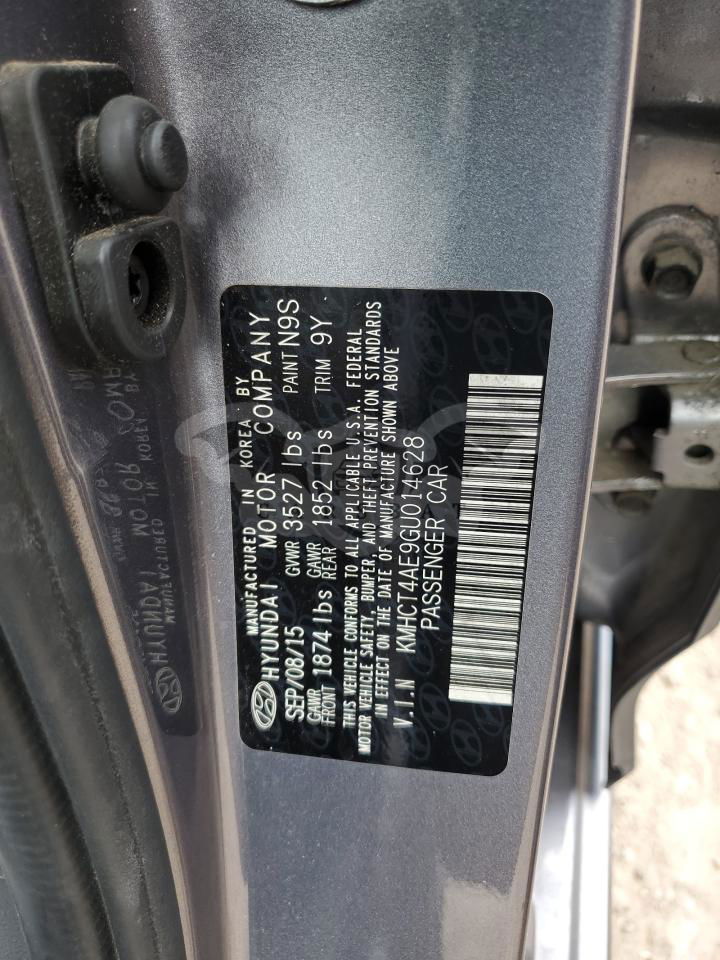 MANUFACTURED IN KOREA BY
HYUNDAI MOTOR COMPANY
SEP/08/15 GVWR 3527 lbs PAINT N9S
GAWR FRONT 1874 lbs GAWR REAR 1852 lbs TRIM 9Y
THIS VEHICLE CONFORMS TO ALL APPLICABLE U.S.A. FEDERAL
MOTOR VEHICLE SAFETY, BUMPER AND THEFT PREVENTION STANDARDS
IN EFFECT ON THE DATE OF MANUFACTURE SHOWN ABOVE
V.I.N KMHCT4AE9GU014628
PASSENGER CAR